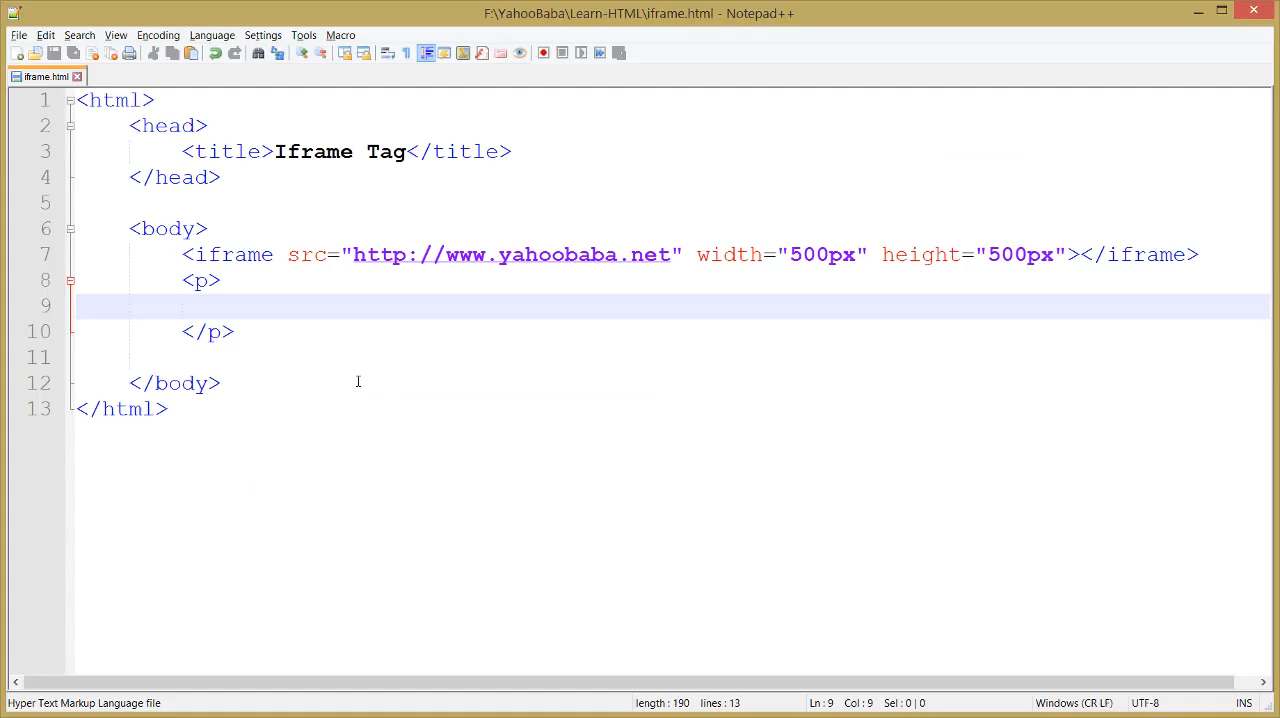 F:\YahooBaba\Learn-HTML\iframe.html - Notepad++
File Edit Search View Encoding Language Settings Tools Macro
iframe.html
1 <html>
2 <head>
3 <title>Iframe Tag</title>
4 </head>
5
6 <body>
7 <iframe src="http://www.yahoobaba.net" width="500px" height="500px"></iframe>
8 <p>
9
10 </p>
11
12 </body>
13 </html>
Hyper Text Markup Language file length : 190 lines : 13 Ln : 9 Col : 9 Sel : 0 | 0 Windows (CR LF) UTF-8 INS